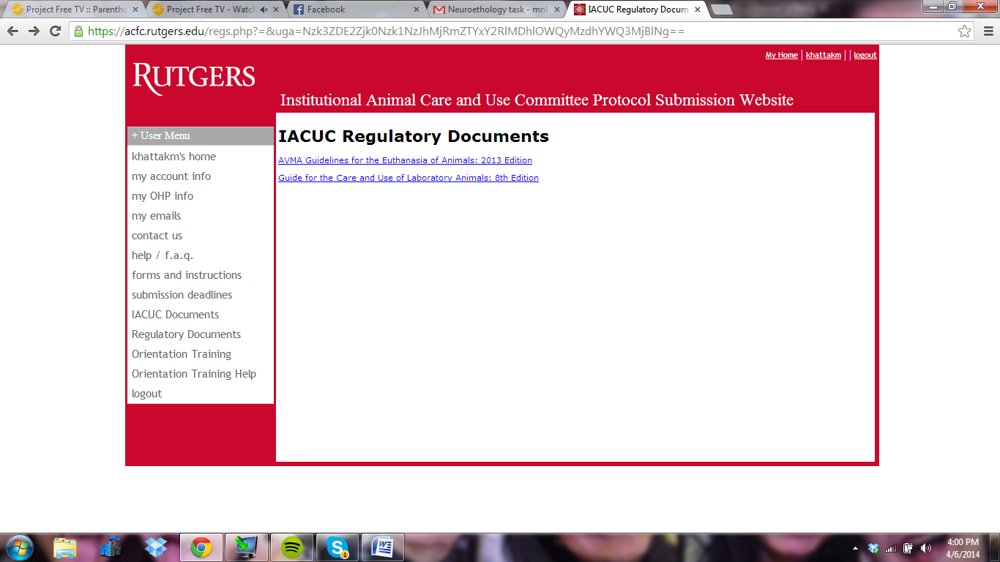 Project Free TV :: Parenth
Project Free TV - Watch
Facebook
Neuroethology task - mnk
IACUC Regulatory Docum
https://acfc.rutgers.edu/regs.php?=&uga=Nzk3ZDE2Zjk0Nzk1NzJhMjRmZTYxY2RlMDhlOWQyMzdhYWQ3MjBlNg==
My Home | khattakm | | logout
RUTGERS
Institutional Animal Care and Use Committee Protocol Submission Website
+ User Menu
khattakm's home
my account info
my OHP info
my emails
contact us
help / f.a.q.
forms and instructions
submission deadlines
IACUC Documents
Regulatory Documents
Orientation Training
Orientation Training Help
logout
IACUC Regulatory Documents
AVMA Guidelines for the Euthanasia of Animals: 2013 Edition
Guide for the Care and Use of Laboratory Animals: 8th Edition
1
4:00 PM
4/6/2014